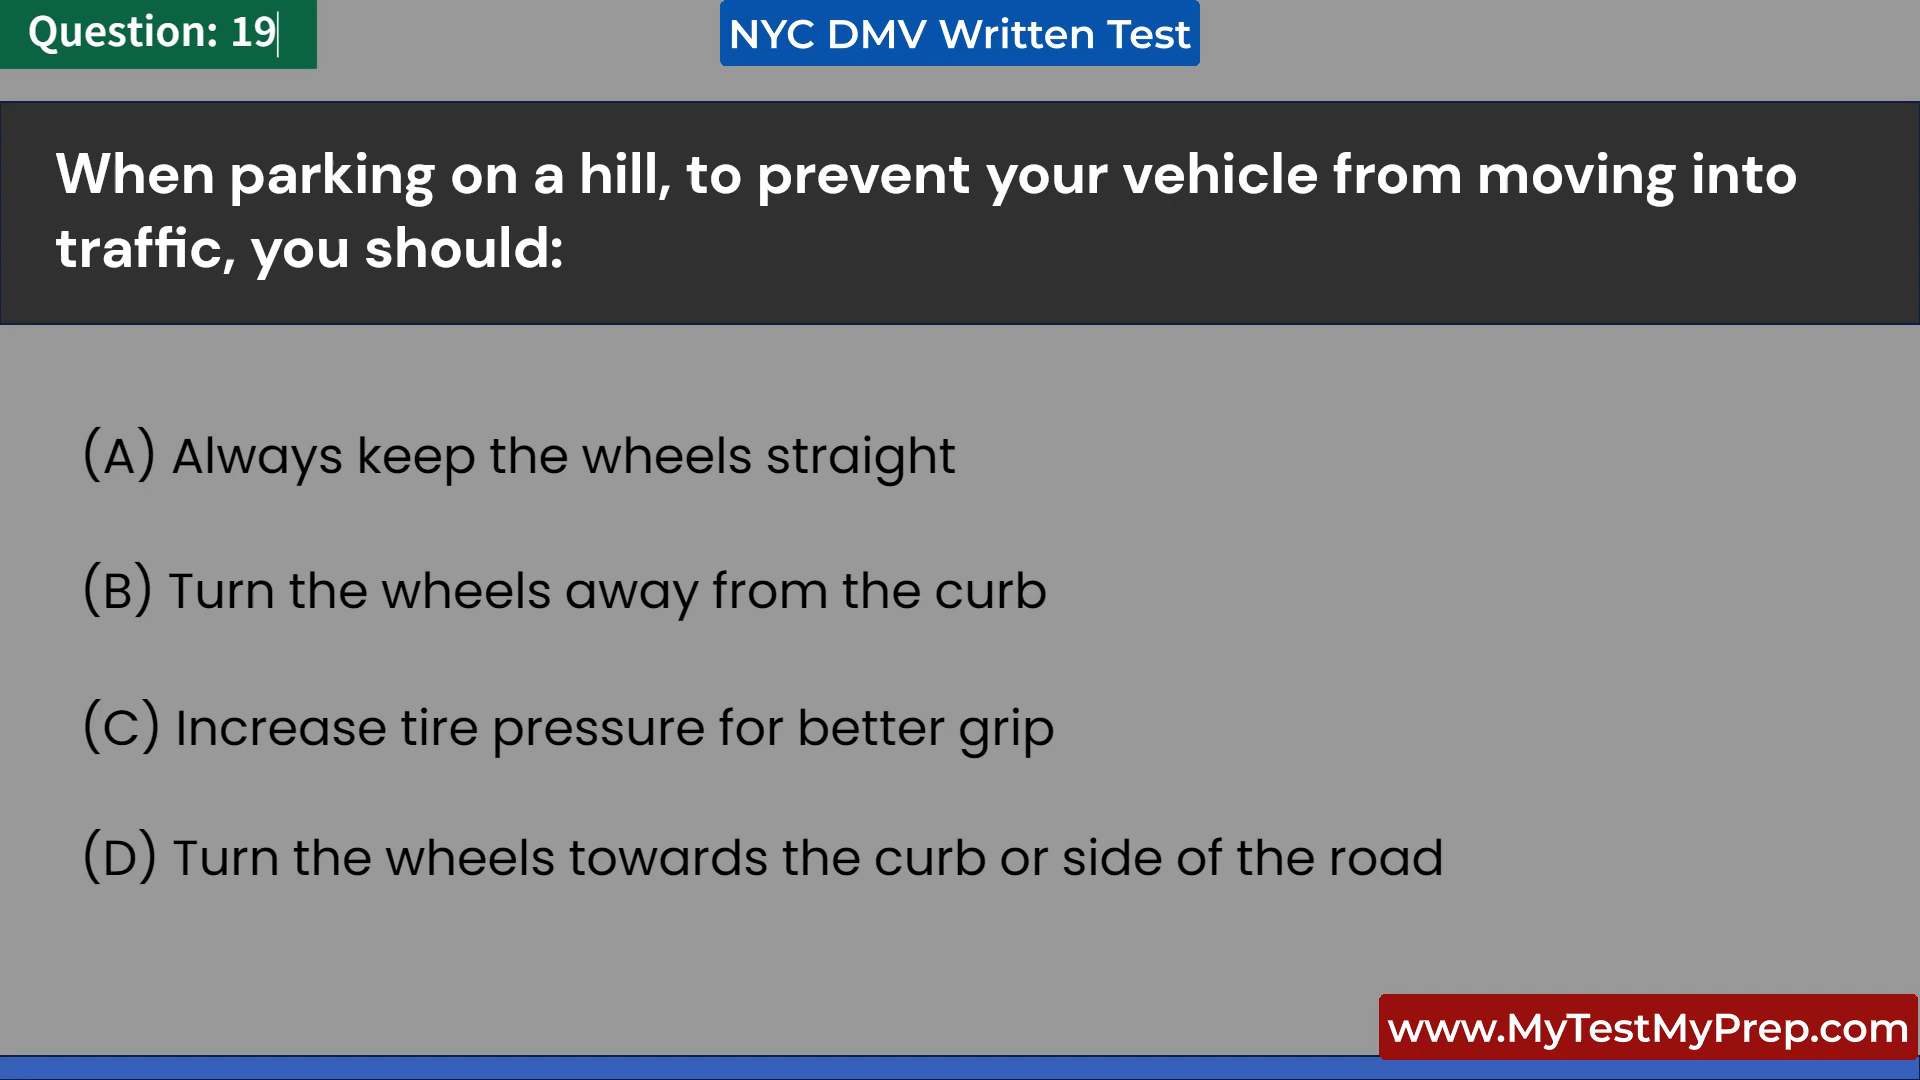 Question: 19
NYC DMV Written Test
When parking on a hill, to prevent your vehicle from moving into
traffic, you should:
(A) Always keep the wheels straight
(B) Turn the wheels away from the curb
(C) Increase tire pressure for better grip
(D) Turn the wheels towards the curb or side of the road
www.MyTestMyPrep.com